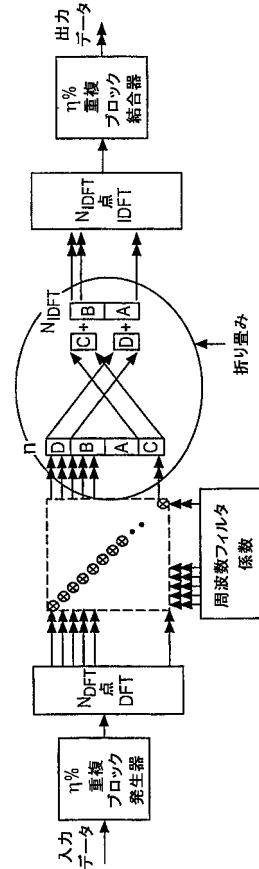 入力
データ
η%
重複
ブロック
発生器
N_DFT
点
DFT
周波数フィルタ
係数
n
D
B
A
C
N_IDFT
C +
B
D +
A
折り畳み
N_IDFT
点
IDFT
η%
重複
ブロック
結合器
出力
データ